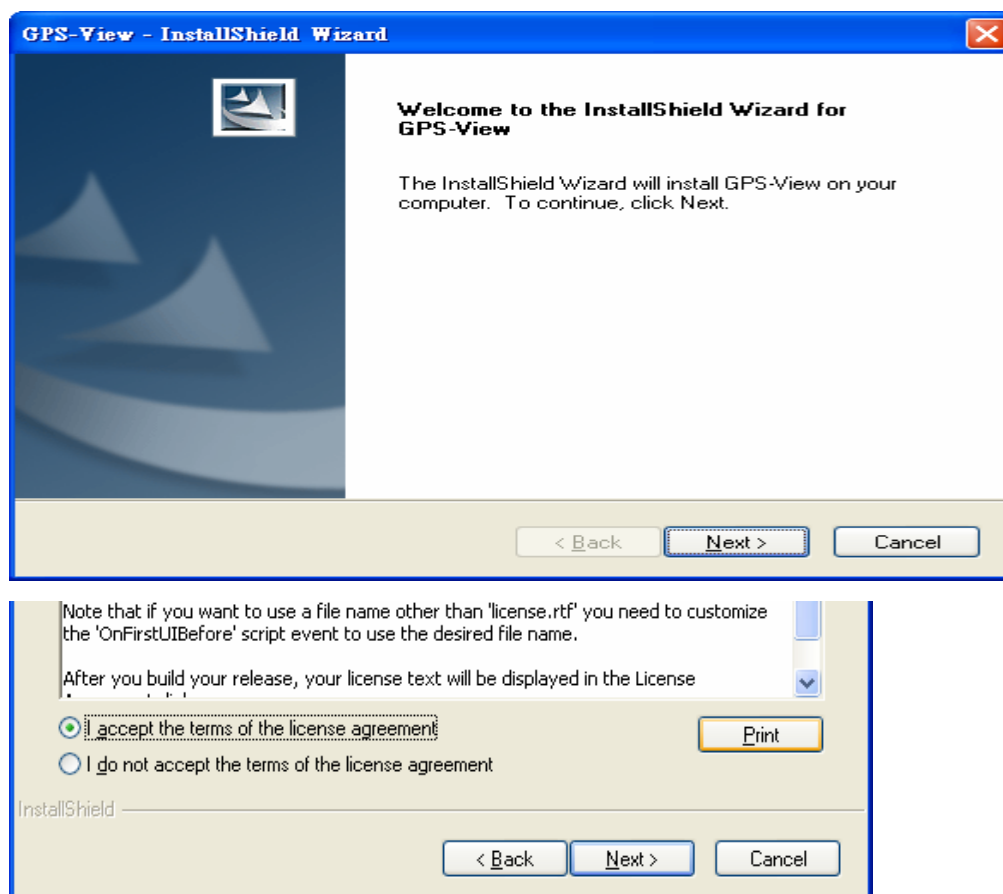 GPS-View - InstallShield Wizard
Welcome to the InstallShield Wizard for
GPS-View
The InstallShield Wizard will install GPS-View on your
computer. To continue, click Next.
< Back
Next >
Cancel
Note that if you want to use a file name other than 'license.rtf' you need to customize
the 'OnFirstUIBefore' script event to use the desired file name.
After you build your release, your license text will be displayed in the License
I accept the terms of the license agreement
Print
I do not accept the terms of the license agreement
InstallShield
< Back
Next >
Cancel